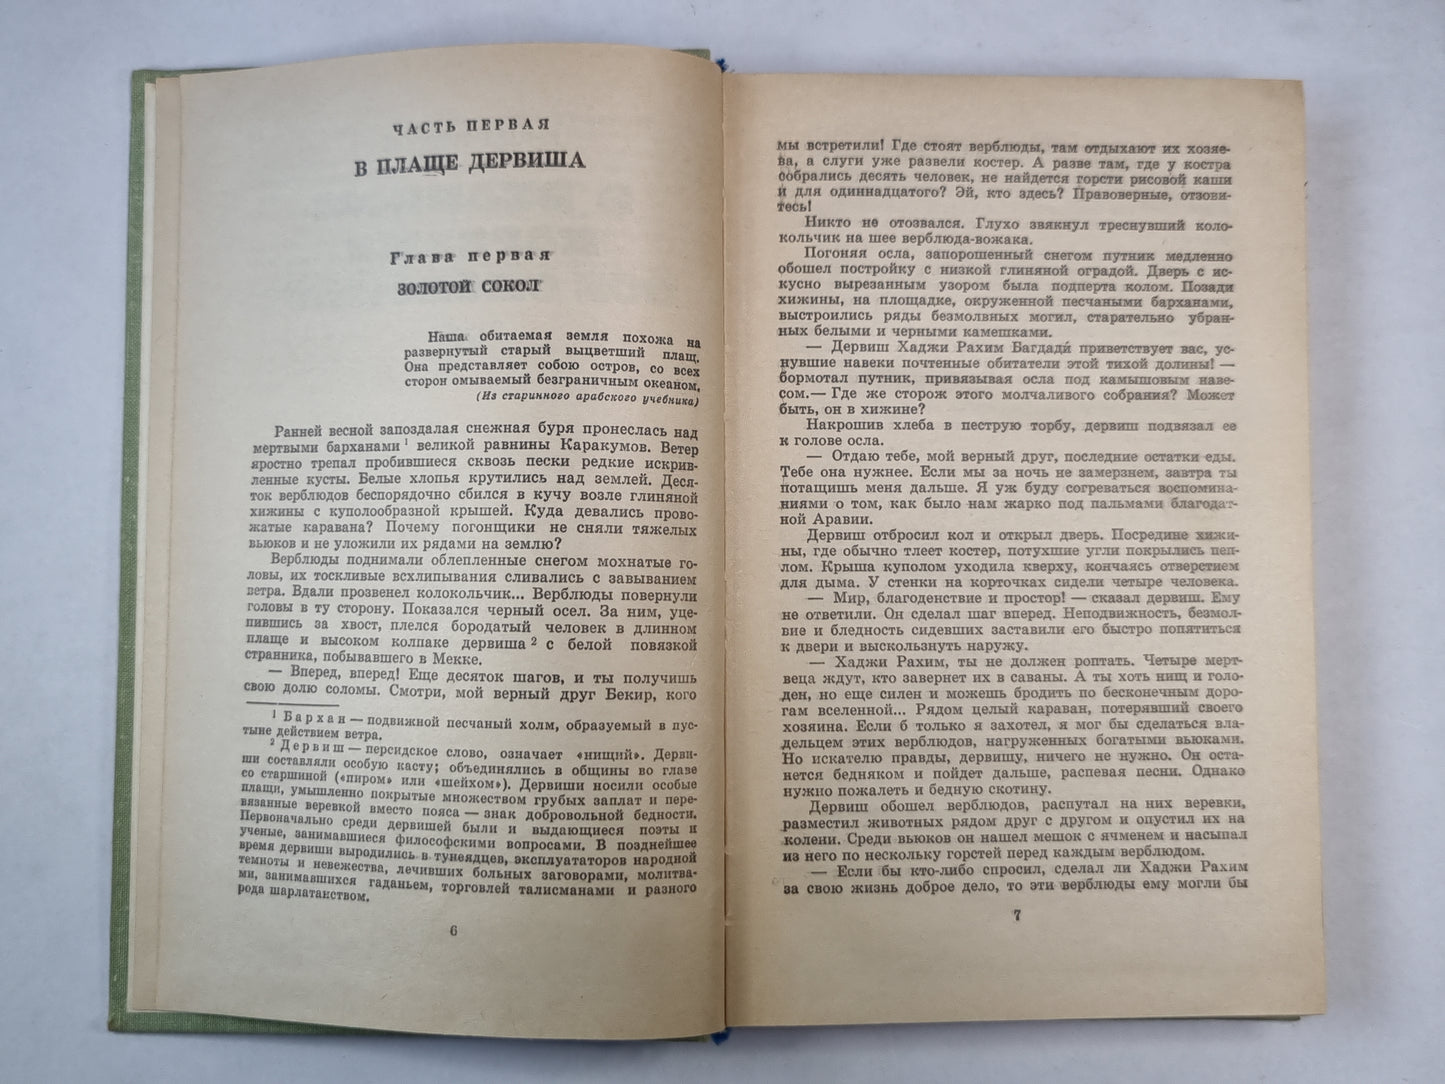 ЧАСТЬ ПЕРВАЯ
В ПЛАЩЕ ДЕРВИША
Глава первая
ЗОЛОТОЙ СОКОЛ
Наша обитаемая земля похожа на
развернутый старый выцветший плащ.
Она представляет собою остров, со всех
сторон омываемый безграничным океаном.
(Из старинного арабского учебника)
Ранней весной запоздалая снежная буря пронеслась над
мертвыми барханами ¹ великой равнины Каракумов. Ветер
яростно трепал пробившиеся сквозь пески редкие искрив-
ленные кусты. Белые хлопья крутились над землей. Деся-
ток верблюдов беспорядочно сбился в кучу возле глиняной
хижины с куполообразной крышей. Куда девались прово-
жатые каравана? Почему погонщики не сняли тяжелых
вьюков и не уложили их рядами на землю?
Верблюды поднимали облепленные снегом мохнатые го-
ловы, их тоскливые всхлипывания сливались с завыванием
ветра. Вдали прозвенел колокольчик... Верблюды повернули
головы в ту сторону. Показался черный осел. За ним, уце-
пившись за хвост, плелся бородатый человек в длинном
плаще и высоком колпаке дервиша ² с белой повязкой
странника, побывавшего в Мекке.
— Вперед, вперед! Еще десяток шагов, и ты получишь
свою долю соломы. Смотри, мой верный друг Бекир, кого
¹ Бархан — подвижной песчаный холм, образуемый в пус-
тыне действием ветра.
² Дервиш — персидское слово, означает «нищий». Дерви-
ши составляли особую касту; объединялись в общины во главе
со старшиной («пиром» или «шейхом»). Дервиши носили особые
плащи, умышленно покрытые множеством грубых заплат и пере-
вязанные веревкой вместо пояса — знак добровольной бедности.
Первоначально среди дервишей были и выдающиеся поэты и
ученые, занимавшиеся философскими вопросами. В позднейшее
время дервиши выродились в тунеядцев, эксплуататоров народной
темноты и невежества, лечивших больных заговорами, молитва-
ми, занимавшихся гаданьем, торговлей талисманами и разного
рода шарлатанством.
6
мы встретили! Где стоят верблюды, там отдыхают их хозяе-
ва, а слуги уже развели костер. А разве там, где у костра
собрались десять человек, не найдется горсти рисовой каши
и для одиннадцатого? Эй, кто здесь? Правоверные, отзови-
тесь!
Никто не отозвался. Глухо звякнул треснувший коло-
кольчик на шее верблюда-вожака.
Погоняя осла, запорошенный снегом путник медленно
обошел постройку с низкой глиняной оградой. Дверь с ис-
кусно вырезанным узором была подперта колом. Позади
хижины, на площадке, окруженной песчаными барханами,
выстроились ряды безмолвных могил, старательно убран-
ных белыми и черными камешками.
— Дервиш Хаджи Рахим Багдади́ приветствует вас, ус-
нувшие навеки почтенные обитатели этой тихой долины! —
бормотал путник, привязывая осла под камышовым наве-
сом.— Где же сторож этого молчаливого собрания? Может
быть, он в хижине?
Накрошив хлеба в пеструю торбу, дервиш подвязал ее
к голове осла.
— Отдаю тебе, мой верный друг, последние остатки еды.
Тебе она нужнее. Если мы за ночь не замерзнем, завтра ты
потащишь меня дальше. Я уж буду согреваться воспомина-
ниями о том, как было нам жарко под пальмами благодат-
ной Аравии.
Дервиш отбросил кол и открыл дверь. Посредине хижи-
ны, где обычно тлеет костер, потухшие угли покрылись пеп-
лом. Крыша куполом уходила кверху, кончаясь отверстием
для дыма. У стенки на корточках сидели четыре человека.
— Мир, благоденствие и простор! — сказал дервиш. Ему
не ответили. Он сделал шаг вперед. Неподвижность, безмол-
вие и бледность сидевших заставили его быстро попятиться
к двери и выскользнуть наружу.
— Хаджи Рахим, ты не должен роптать. Четыре мерт-
веца ждут, кто завернет их в саваны. А ты хоть нищ и голо-
ден, но еще силен и можешь бродить по бесконечным доро-
гам вселенной... Рядом целый караван, потерявший своего
хозяина. Если б только я захотел, я мог бы сделаться вла-
дельцем этих верблюдов, нагруженных богатыми вьюками.
Но искателю правды, дервишу, ничего не нужно. Он оста-
нется бедняком и пойдет дальше, распевая песни. Однако
нужно пожалеть и бедную скотину.
Дервиш обошел верблюдов, распутал на них веревки,
разместил животных рядом друг с другом и опустил их на
колени. Среди вьюков он нашел мешок с ячменем и насыпал
из него по нескольку горстей перед каждым верблюдом.
— Если бы кто-либо спросил, сделал ли Хаджи Рахим
за свою жизнь доброе дело, то эти верблюды ему могли бы
7